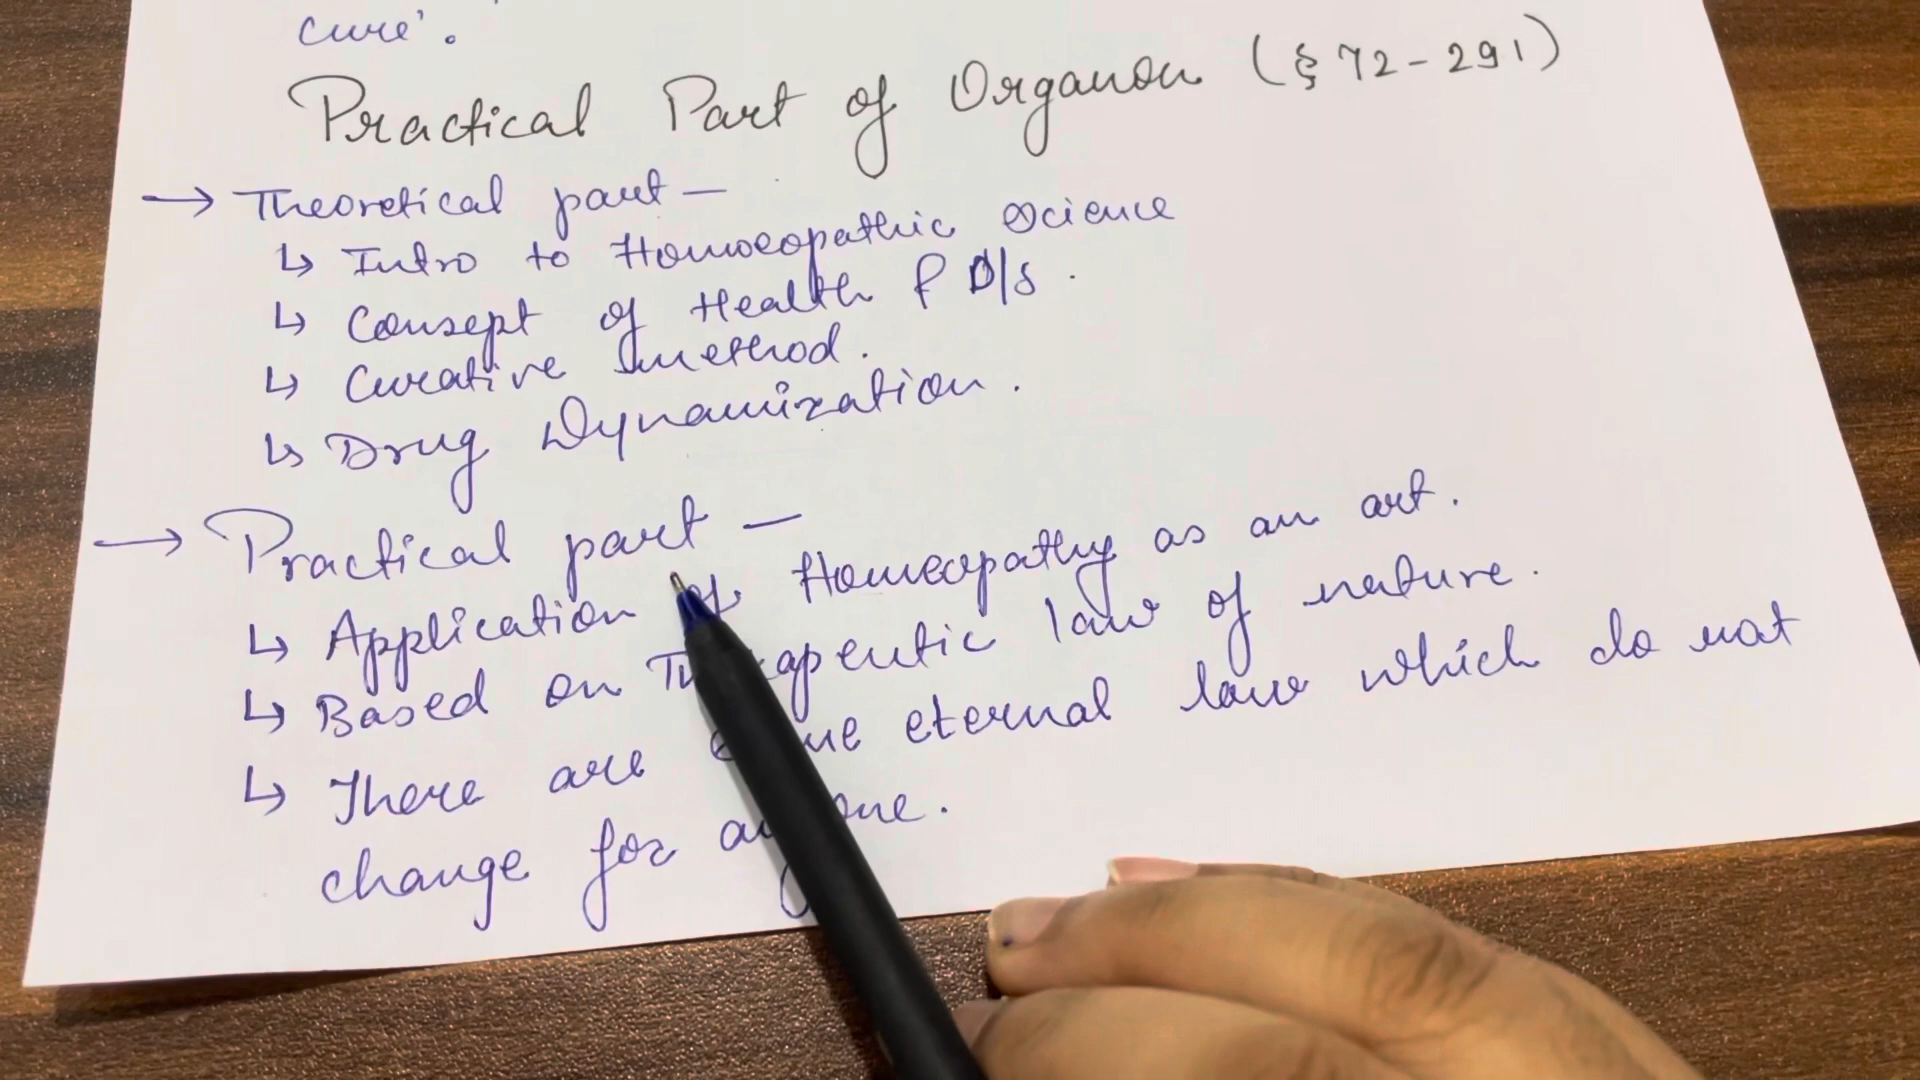 cure'.
Practical Part of Organon (§ 72-291)
→ Theoretical part —
↳ Intro to Homoeopathic Science
↳ Consept of Health & D/s.
↳ Curative method.
↳ Drug Dynamization.
→ Practical part —
↳ Application of Homeopathy as an art.
↳ Based on law of nature.
↳ There are eternal law which do not
change for